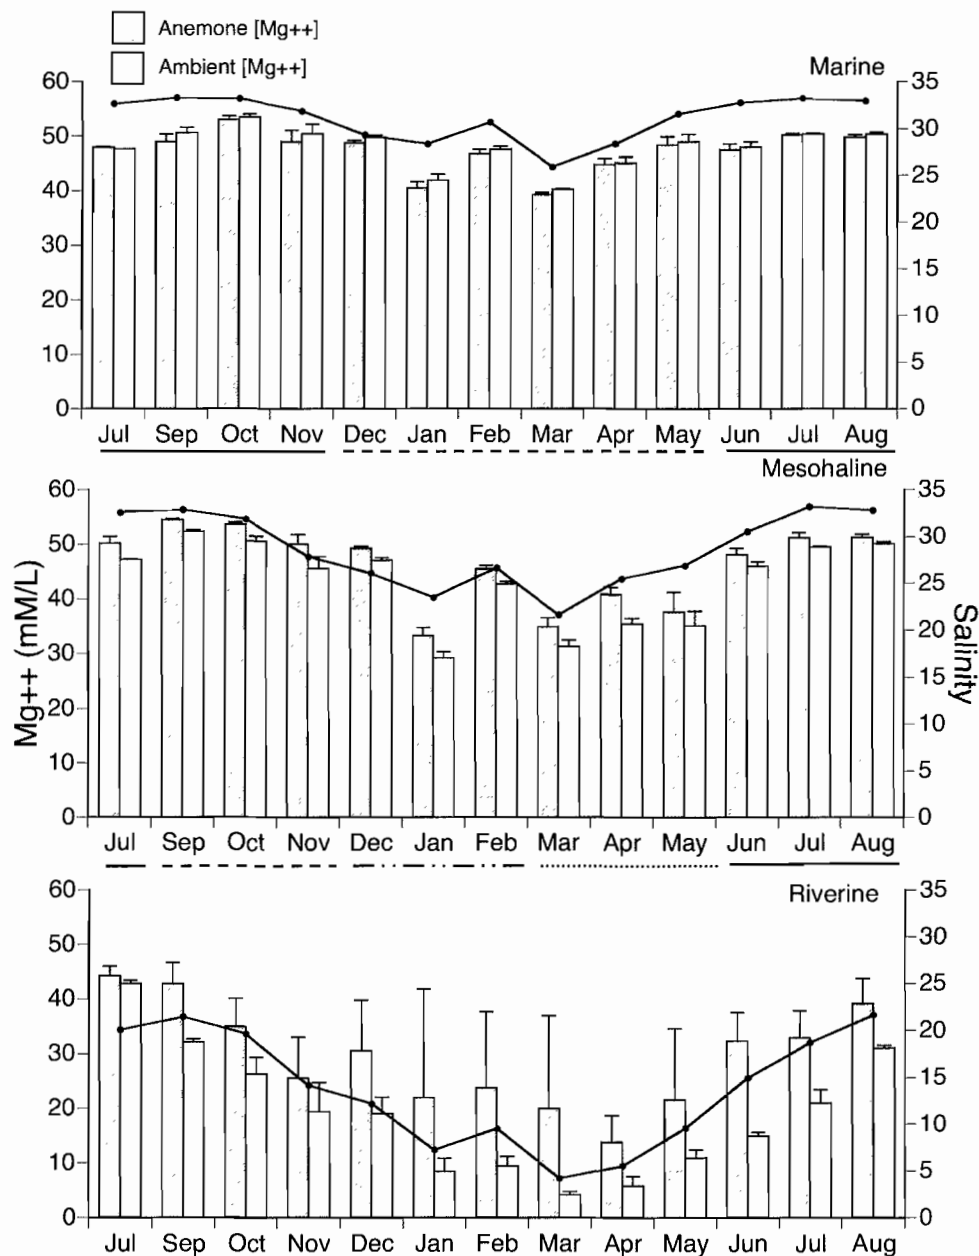 Anemone [Mg++]
Ambient [Mg++]
Marine
60 35
50 30
40 25
30 20
20 15
10 10
0 5
0
Jul Sep Oct Nov Dec Jan Feb Mar Apr May Jun Jul Aug
Mesohaline
60 35
50 30
40 25
30 20
20 15
10 10
0 5
0
Mg++ (mM/L)
Salinity
Jul Sep Oct Nov Dec Jan Feb Mar Apr May Jun Jul Aug
Riverine
60 35
50 30
40 25
30 20
20 15
10 10
0 5
0
Jul Sep Oct Nov Dec Jan Feb Mar Apr May Jun Jul Aug